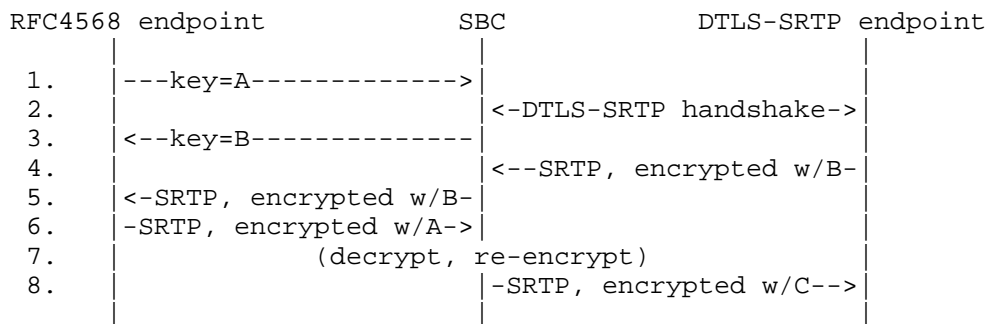 RFC4568 endpoint SBC DTLS-SRTP endpoint
1. |---key=A------------->|
2. |<-DTLS-SRTP handshake->|
3. |<--key=B--------------|
4. |<--SRTP, encrypted w/B-|
5. |<-SRTP, encrypted w/B-|
6. |-SRTP, encrypted w/A->|
7. (decrypt, re-encrypt)
8. |-SRTP, encrypted w/C-->|